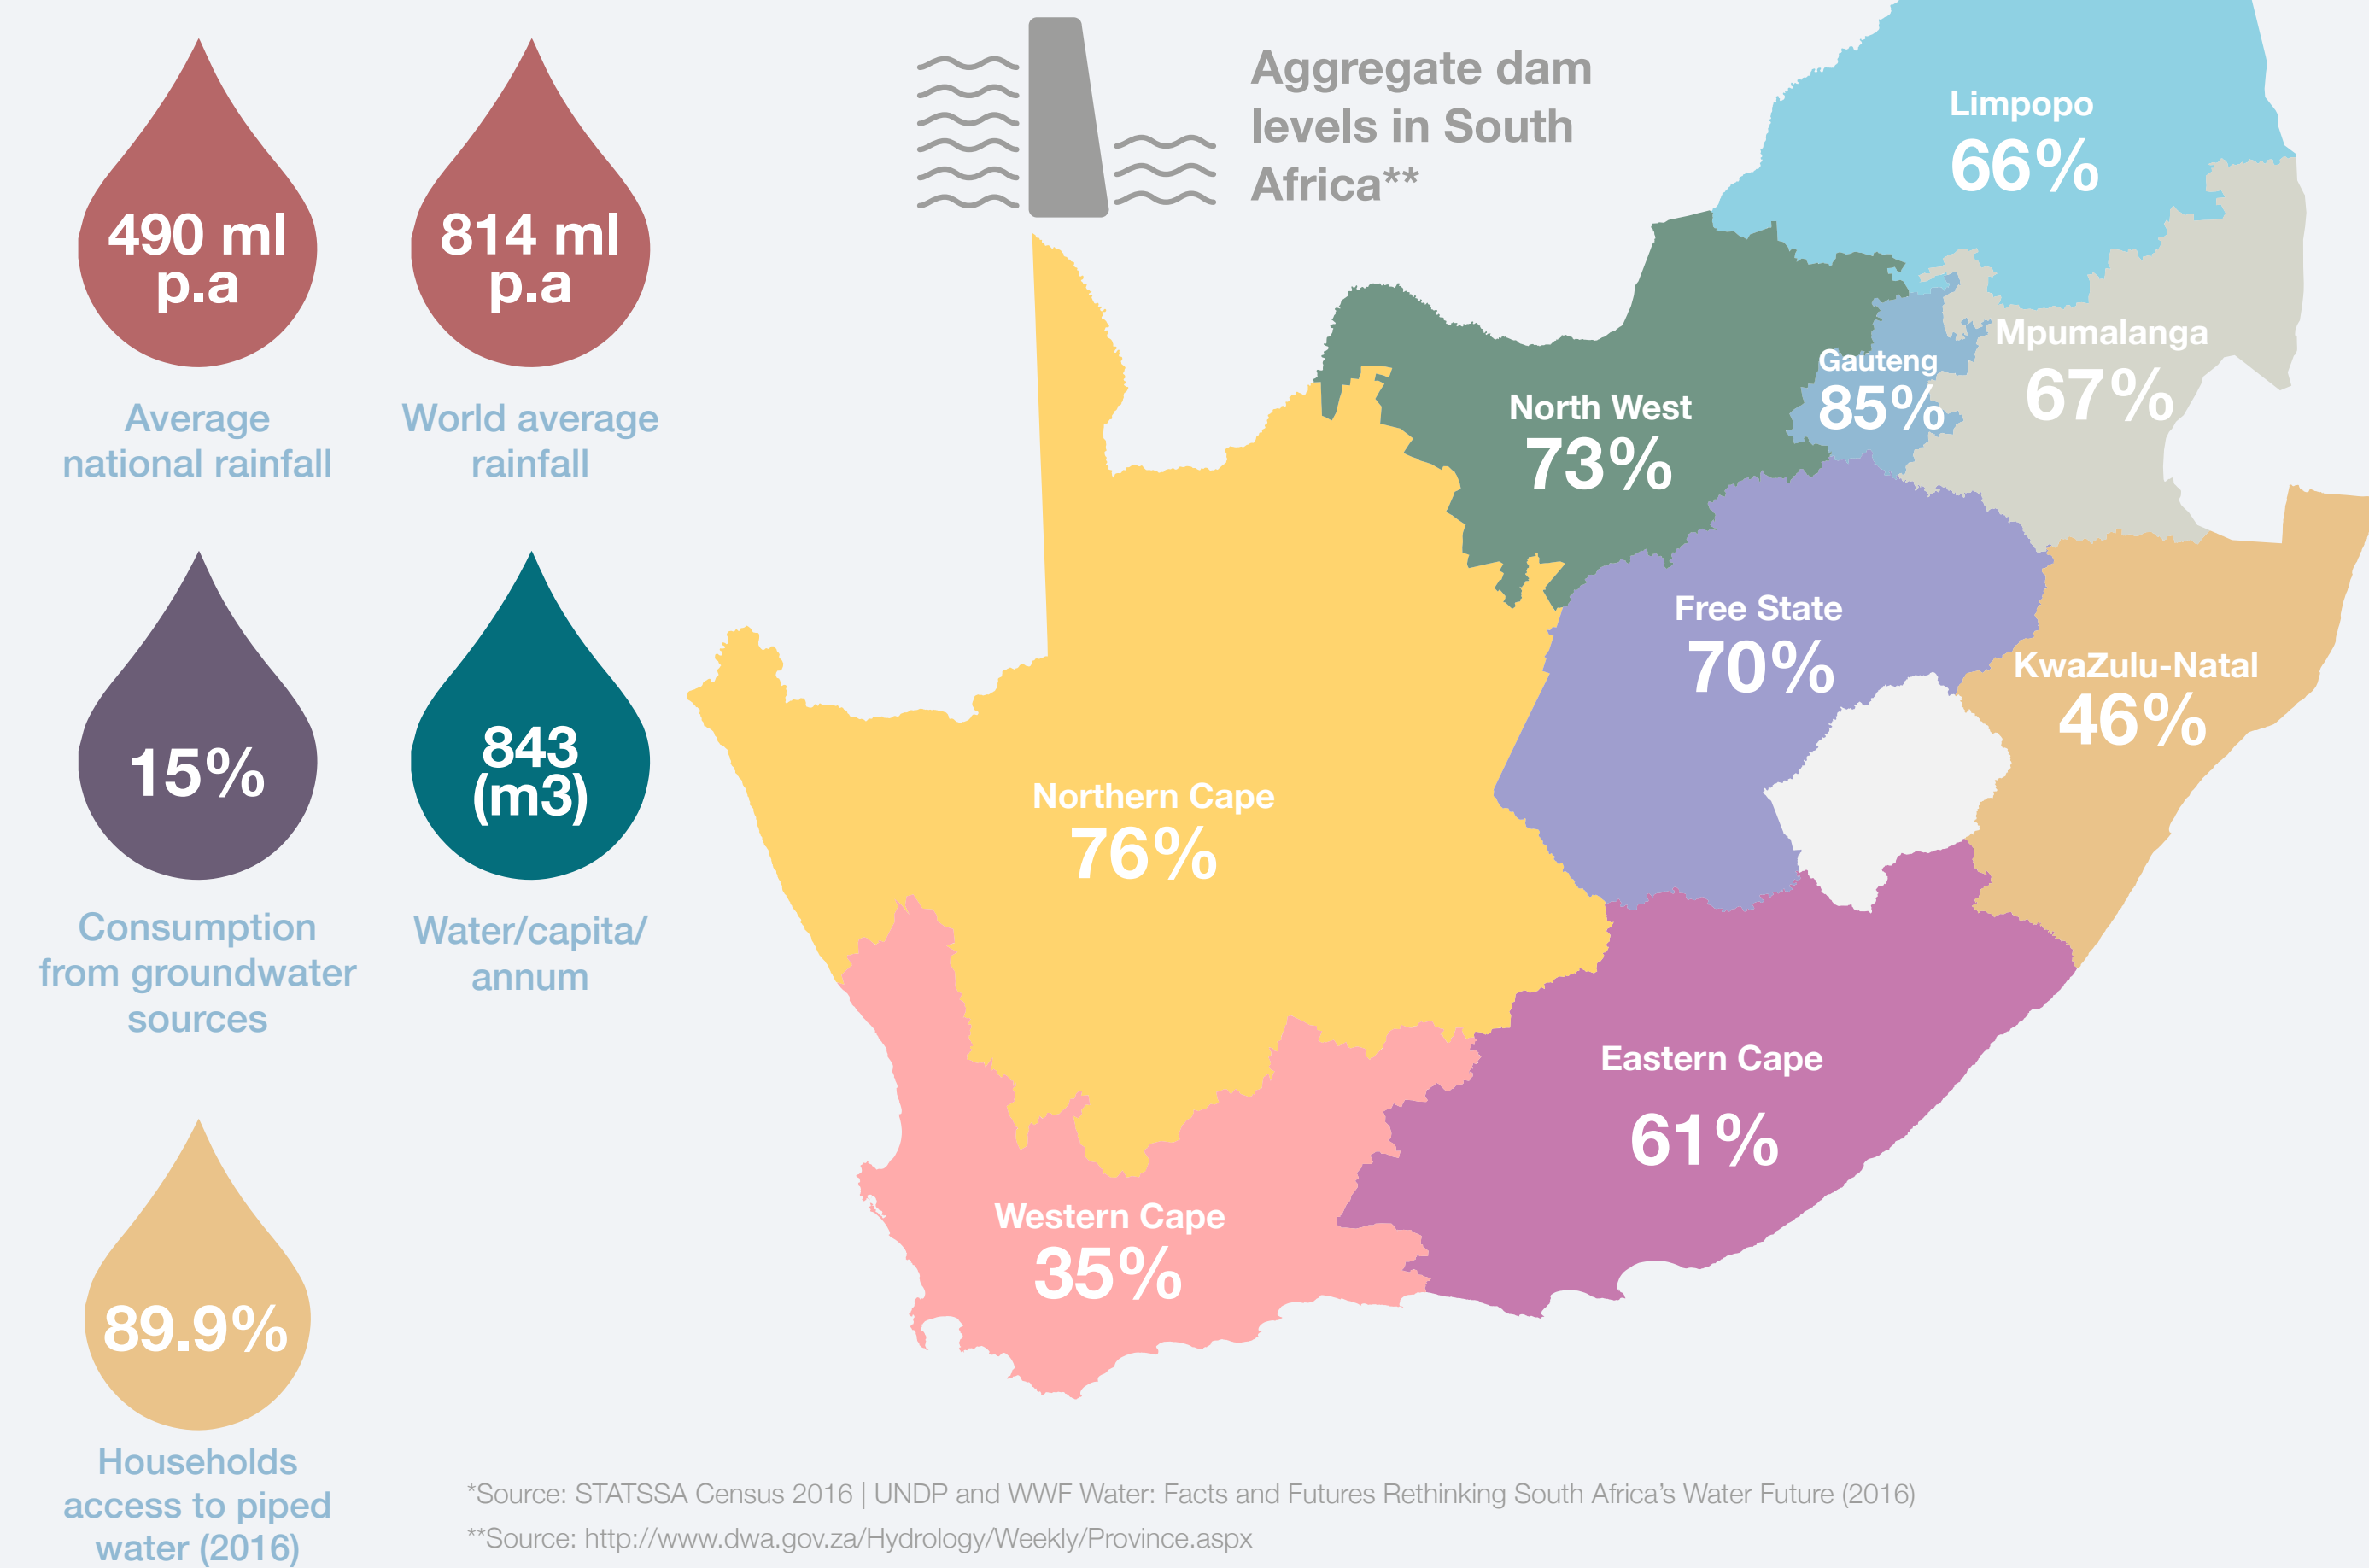 490 ml
p.a
Average
national rainfall
814 ml
p.a
World average
rainfall
15%
Consumption
from groundwater
sources
843
(m3)
Water/capita/
annum
89.9%
Households
access to piped
water (2016)
Aggregate dam
levels in South
Africa**
Limpopo
66%
Mpumalanga
67%
Gauteng
85%
North West
73%
Free State
70%
KwaZulu-Natal
46%
Northern Cape
76%
Eastern Cape
61%
Western Cape
35%
*Source: STATSSA Census 2016 | UNDP and WWF Water: Facts and Futures Rethinking South Africa’s Water Future (2016)
**Source: http://www.dwa.gov.za/Hydrology/Weekly/Province.aspx